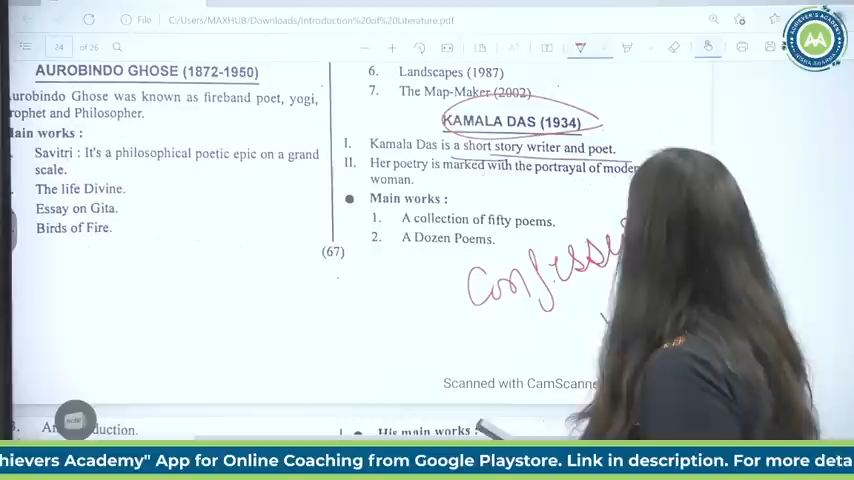 File
C:/Users/MAXHUB/Downloads/Introduction%20of%20Literature.pdf
24 of 26
ACHIEVER'S ACADEMY
AA
AUROBINDO GHOSE (1872-1950)
urobindo Ghose was known as fireband poet, yogi,
rophet and Philosopher.
ain works :
Savitri : It's a philosophical poetic epic on a grand
scale.
The life Divine.
Essay on Gita.
Birds of Fire.
(67)
6. Landscapes (1987)
7. The Map-Maker (2002)
KAMALA DAS (1934)
I. Kamala Das is a short story writer and poet.
II. Her poetry is marked with the portrayal of moder
woman.
● Main works :
1. A collection of fifty poems.
2. A Dozen Poems.
Confess
Scanned with CamScanne
3.
● His main works :
hievers Academy" App for Online Coaching from Google Playstore. Link in description. For more deta